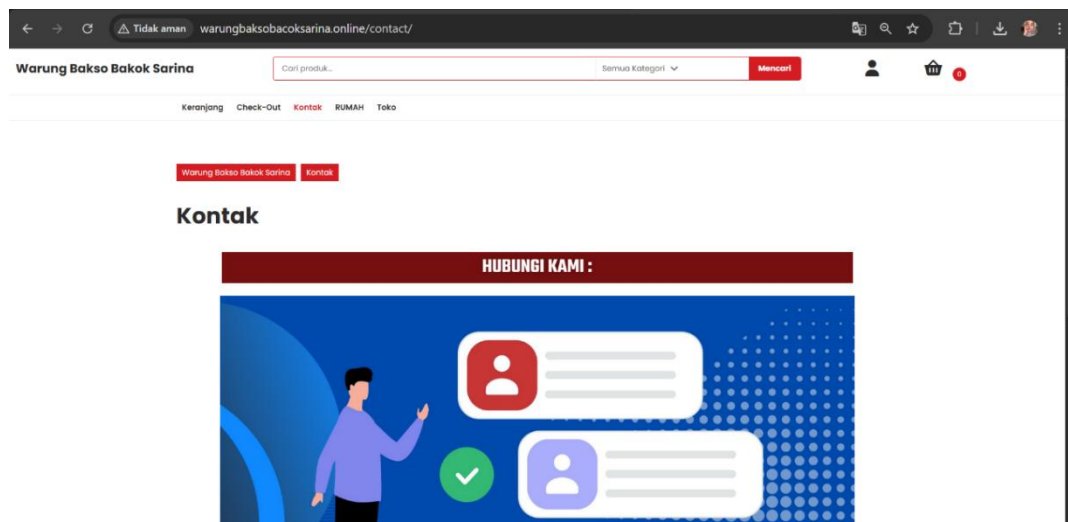 Tidak aman warungbaksobacoksarina.online/contact/
Warung Bakso Bakok Sarina Cari produk... Semua Kategori Mencari 0
Keranjang Check-Out Kontak RUMAH Toko
Warung Bakso Bakok Sarina Kontak
Kontak
HUBUNGI KAMI :